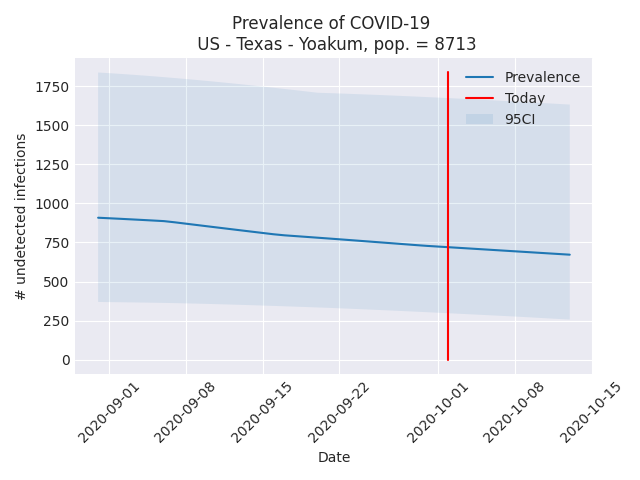 Prevalence of COVID-19
US - Texas - Yoakum, pop. = 8713
Prevalence
Today
95CI
# undetected infections
1750
1500
1250
1000
750
500
250
0
2020-09-01
2020-09-08
2020-09-15
2020-09-22
2020-10-01
2020-10-08
2020-10-15
Date